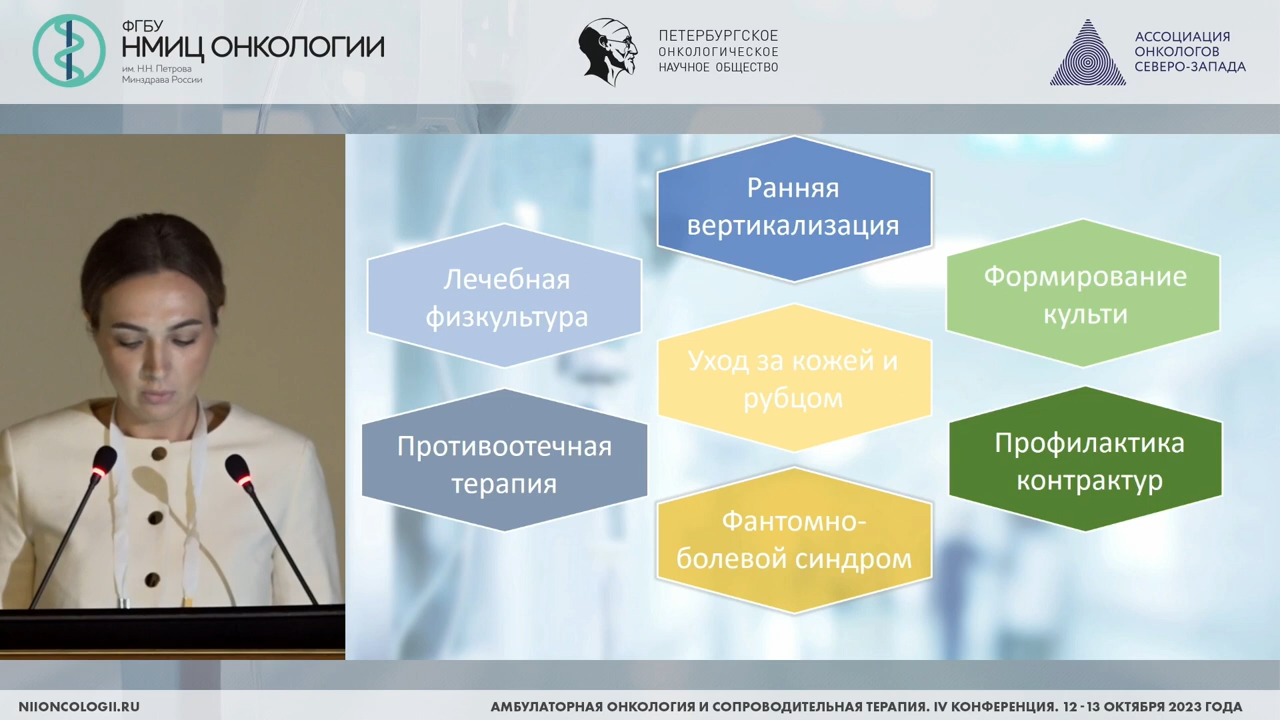 ФГБУ
НМИЦ ОНКОЛОГИИ
им. Н.Н. Петрова
Минздрава России
ПЕТЕРБУРГСКОЕ
ОНКОЛОГИЧЕСКОЕ
НАУЧНОЕ ОБЩЕСТВО
АССОЦИАЦИЯ
ОНКОЛОГОВ
СЕВЕРО-ЗАПАДА
Ранняя
вертикализация
Лечебная
физкультура
Формирование
культи
Уход за кожей и
рубцом
Противоотечная
терапия
Профилактика
контрактур
Фантомно-
болевой синдром
NIIONCOLOGII.RU
АМБУЛАТОРНАЯ ОНКОЛОГИЯ И СОПРОВОДИТЕЛЬНАЯ ТЕРАПИЯ. IV КОНФЕРЕНЦИЯ. 12 - 13 ОКТЯБРЯ 2023 ГОДА